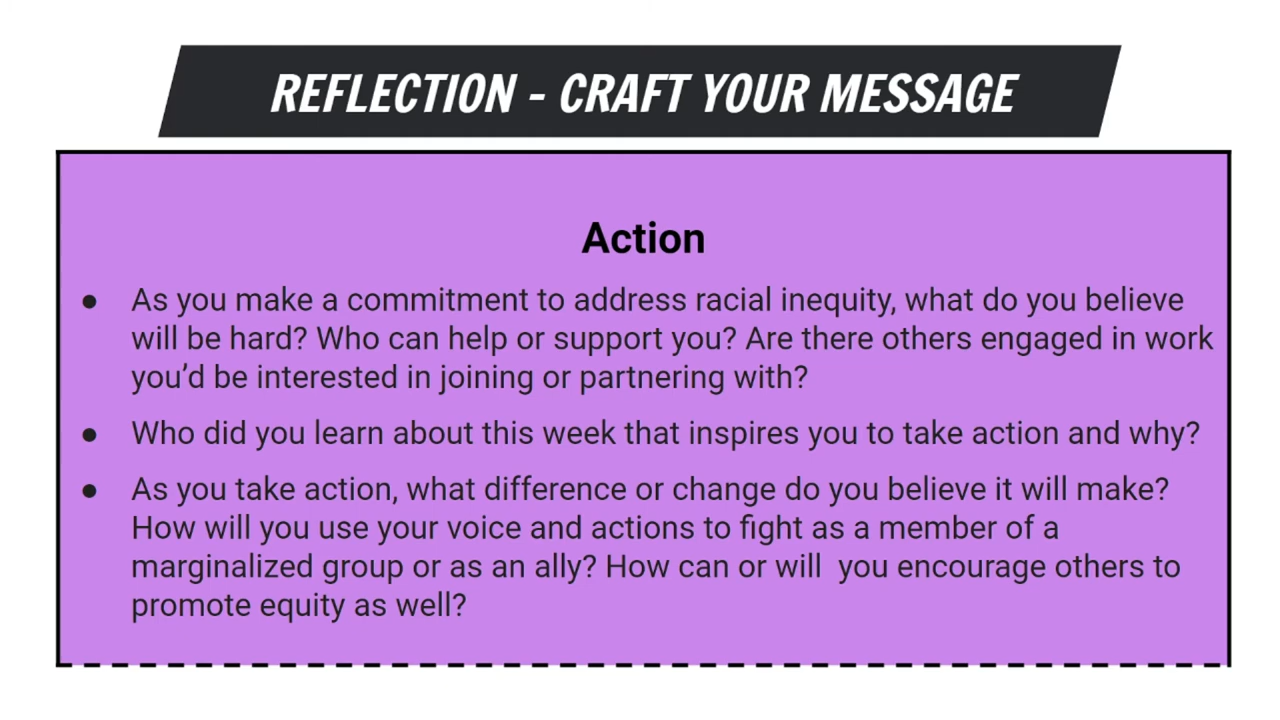 REFLECTION - CRAFT YOUR MESSAGE
Action
● As you make a commitment to address racial inequity, what do you believe
will be hard? Who can help or support you? Are there others engaged in work
you’d be interested in joining or partnering with?
● Who did you learn about this week that inspires you to take action and why?
● As you take action, what difference or change do you believe it will make?
How will you use your voice and actions to fight as a member of a
marginalized group or as an ally? How can or will  you encourage others to
promote equity as well?